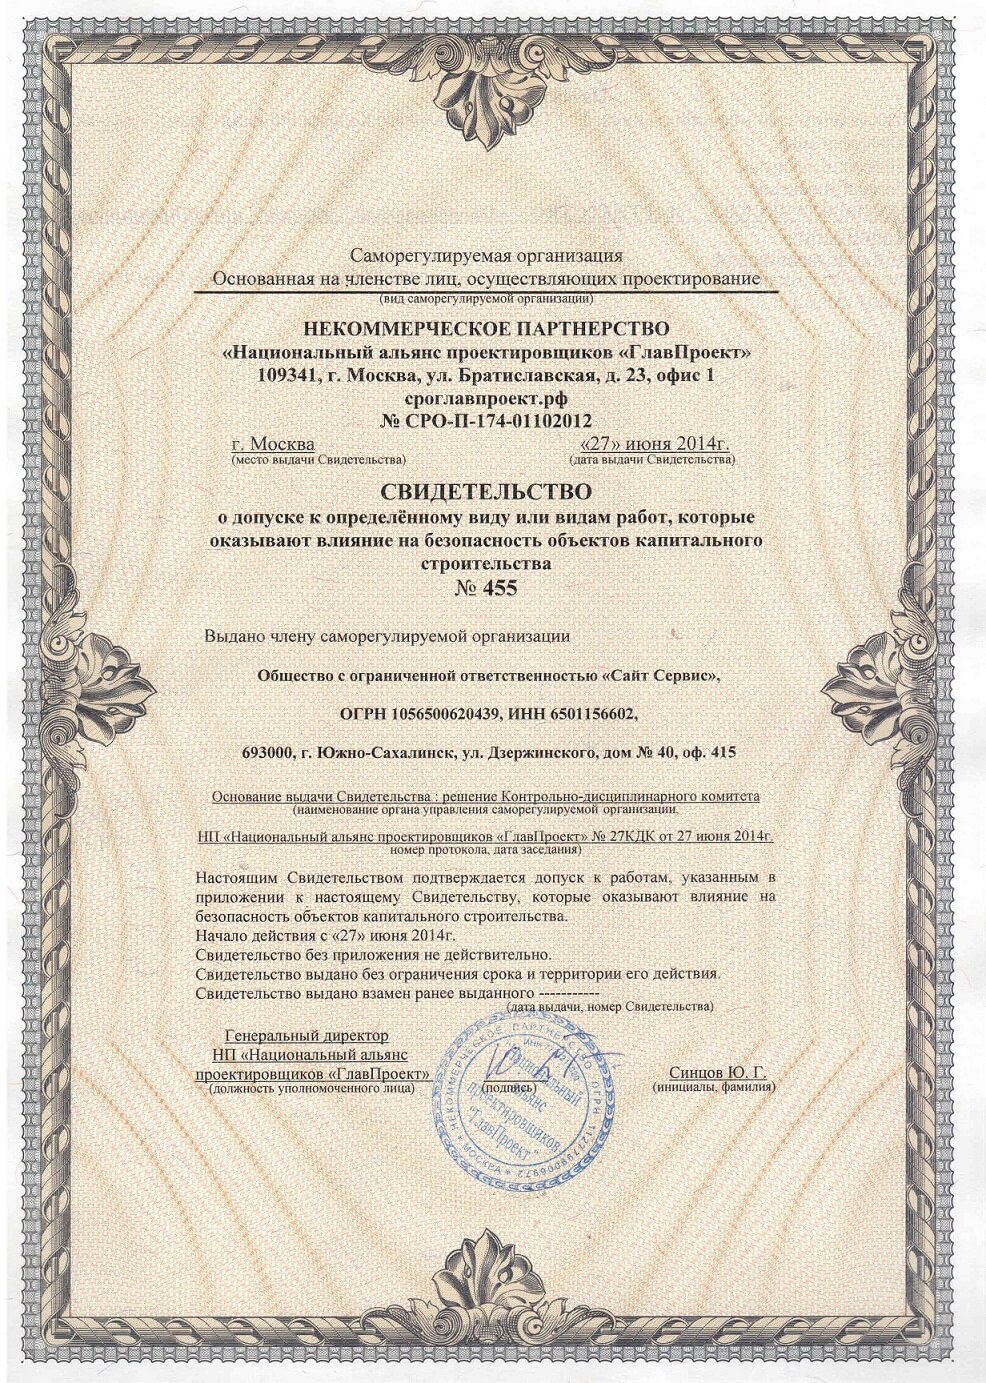 Саморегулируемая организация
Основанная на членстве лиц, осуществляющих проектирование
(вид саморегулируемой организации)
НЕКОММЕРЧЕСКОЕ ПАРТНЕРСТВО
«Национальный альянс проектировщиков «ГлавПроект»
109341, г. Москва, ул. Братиславская, д. 23, офис 1
сроглавпроект.рф
№ СРО-П-174-01102012
г. Москва «27» июня 2014г.
(место выдачи Свидетельства) (дата выдачи Свидетельства)
СВИДЕТЕЛЬСТВО
о допуске к определённому виду или видам работ, которые
оказывают влияние на безопасность объектов капитального
строительства
№ 455
Выдано члену саморегулируемой организации
Общество с ограниченной ответственностью «Сайт Сервис»,
ОГРН 1056500620439, ИНН 6501156602,
693000, г. Южно-Сахалинск, ул. Дзержинского, дом № 40, оф. 415
Основание выдачи Свидетельства : решение Контрольно-дисциплинарного комитета
(наименование органа управления саморегулируемой организации,
НП «Национальный альянс проектировщиков «ГлавПроект» № 27КДК от 27 июня 2014г.
номер протокола, дата заседания)
Настоящим Свидетельством подтверждается допуск к работам, указанным в
приложении к настоящему Свидетельству, которые оказывают влияние на
безопасность объектов капитального строительства.
Начало действия с «27» июня 2014г.
Свидетельство без приложения не действительно.
Свидетельство выдано без ограничения срока и территории его действия.
Свидетельство выдано взамен ранее выданного -----------
(дата выдачи, номер Свидетельства)
Генеральный директор
НП «Национальный альянс
проектировщиков «ГлавПроект» Синцов Ю. Г.
(должность уполномоченного лица) (подпись) (инициалы, фамилия)
НЕКОММЕРЧЕСКОЕ ПАРТНЕРСТВО
ОГРН
МОСКВА
"Национальный
альянс
проектировщиков
"ГлавПроект"